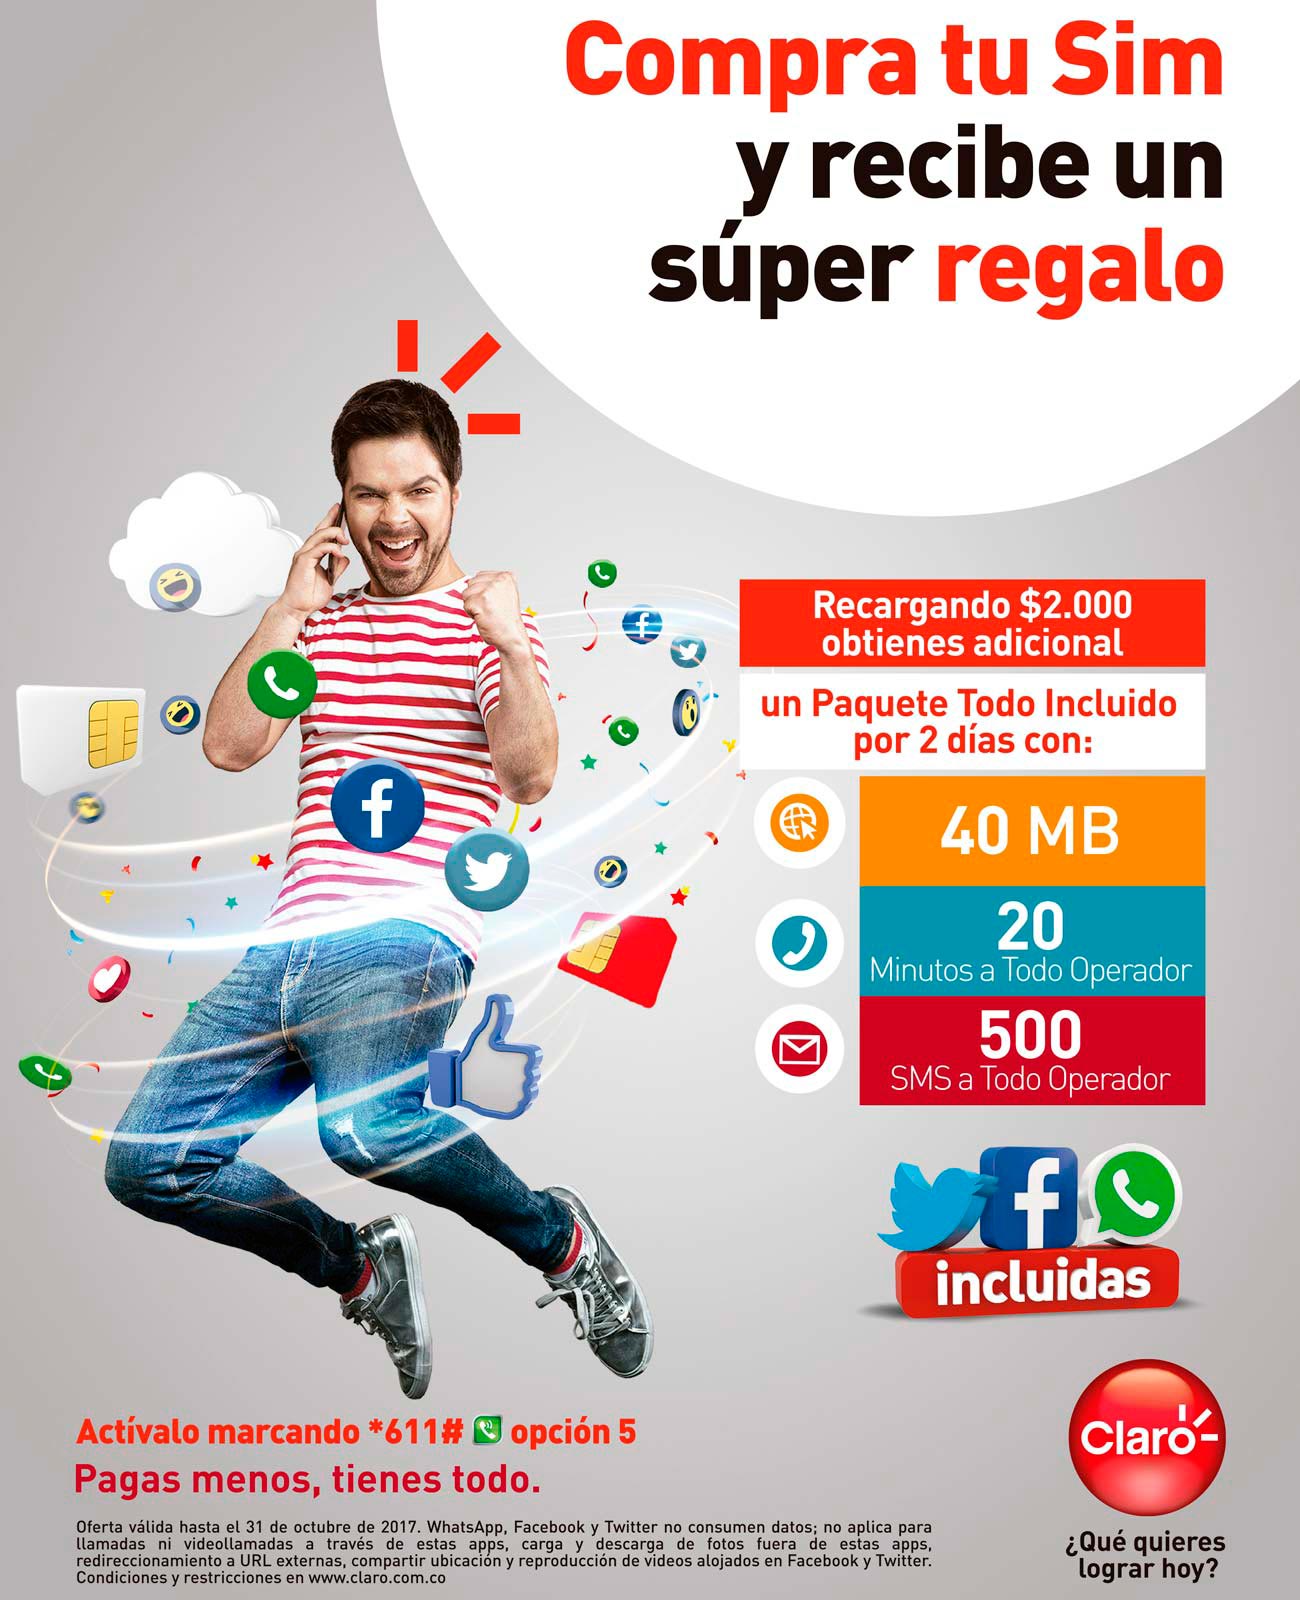 Compra tu Sim
y recibe un
súper regalo
Recargando $2.000
obtienes adicional
un Paquete Todo Incluido
por 2 días con:
40 MB
20
Minutos a Todo Operador
500
SMS a Todo Operador
incluidas
Actívalo marcando *611# opción 5
Pagas menos, tienes todo.
Oferta válida hasta el 31 de octubre de 2017. WhatsApp, Facebook y Twitter no consumen datos; no aplica para
llamadas ni videollamadas a través de estas apps, carga y descarga de fotos fuera de estas apps,
redireccionamiento a URL externas, compartir ubicación y reproducción de videos alojados en Facebook y Twitter.
Condiciones y restricciones en www.claro.com.co
Claro
¿Qué quieres
lograr hoy?